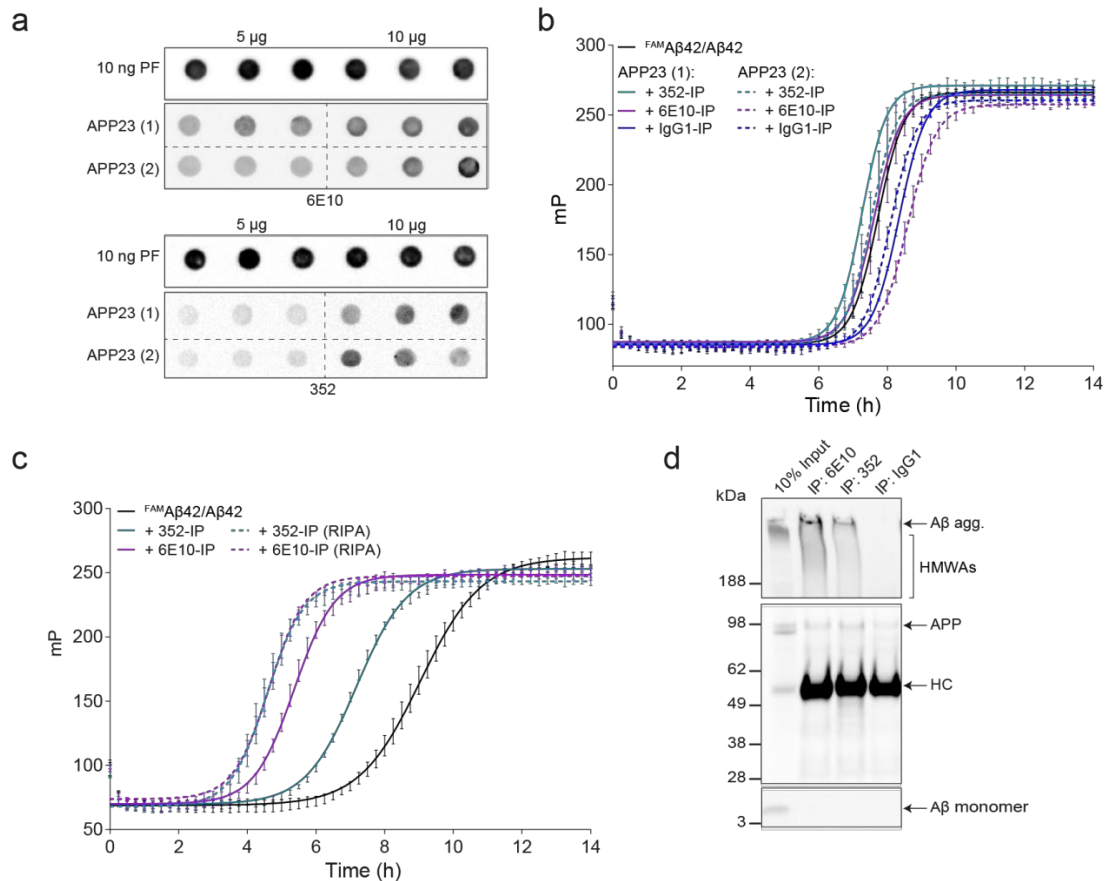 a
5 µg 10 µg
10 ng PF
APP23 (1)
APP23 (2)
6E10
5 µg 10 µg
10 ng PF
APP23 (1)
APP23 (2)
352
b
FAMAβ42/Aβ42
APP23 (1): APP23 (2):
+ 352-IP + 352-IP
+ 6E10-IP + 6E10-IP
+ IgG1-IP + IgG1-IP
300
250
200
150
100
mP
0 2 4 6 8 10 12 14
Time (h)
c
FAMAβ42/Aβ42
+ 352-IP + 352-IP (RIPA)
+ 6E10-IP + 6E10-IP (RIPA)
300
250
200
150
100
50
mP
0 2 4 6 8 10 12 14
Time (h)
d
10% Input
IP: 6E10
IP: 352
IP: IgG1
kDa
Aβ agg.
HMWAs
188
98
APP
62
HC
49
38
28
Aβ monomer
3